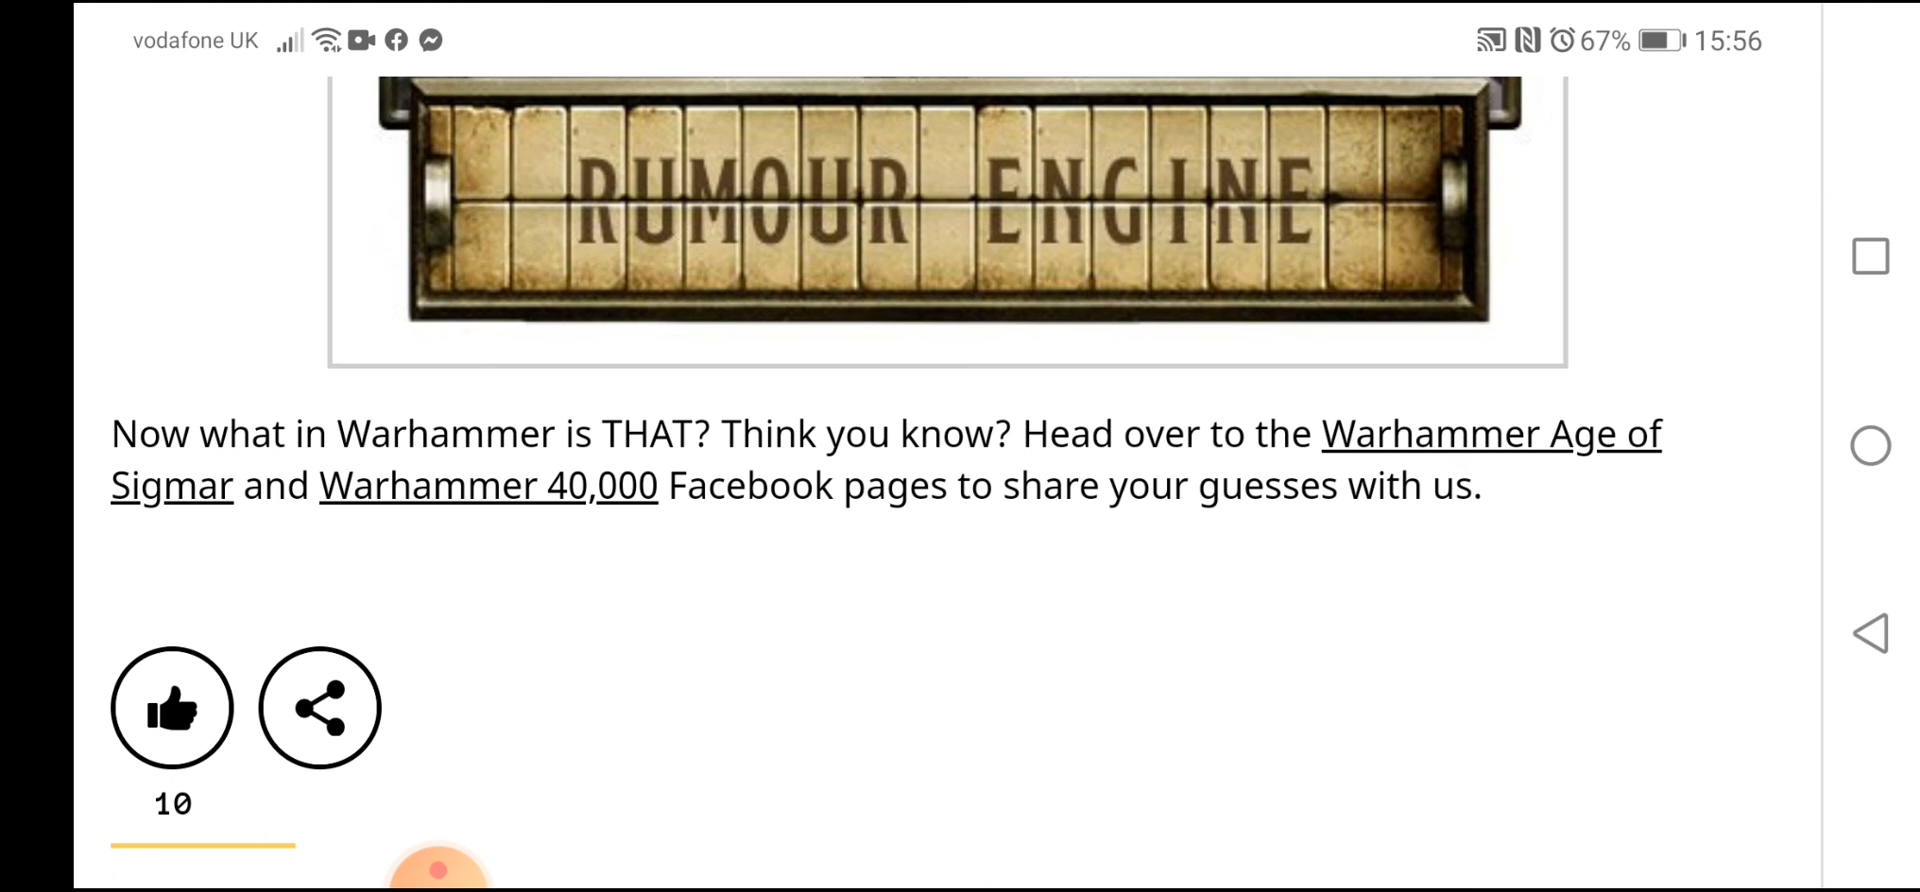 vodafone UK 67% 15:56
RUMOUR ENGINE
Now what in Warhammer is THAT? Think you know? Head over to the Warhammer Age of
Sigmar and Warhammer 40,000 Facebook pages to share your guesses with us.
10